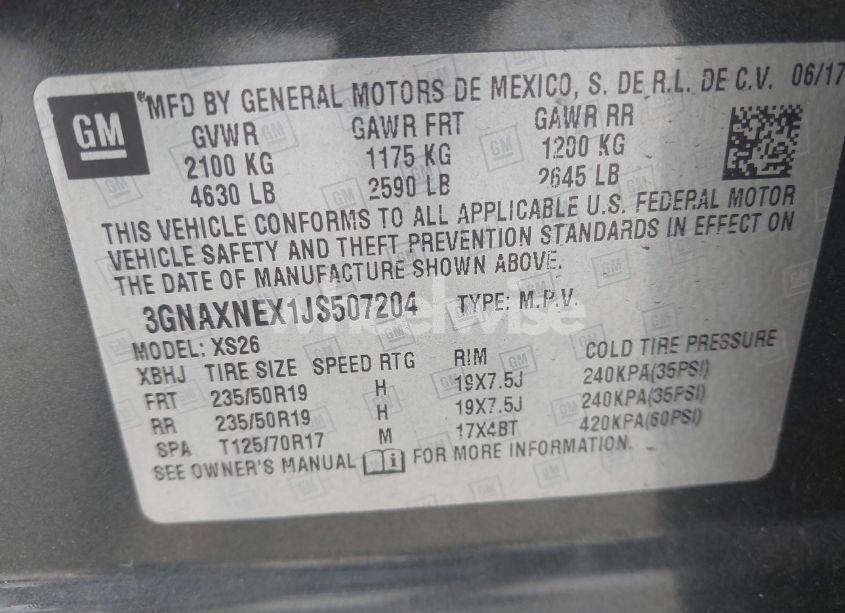 GM
MFD BY GENERAL MOTORS DE MEXICO, S. DE R.L. DE C.V. 06/17
GVWR GAWR FRT GAWR RR
2100 KG 1175 KG 1200 KG
4630 LB 2590 LB 2645 LB
THIS VEHICLE CONFORMS TO ALL APPLICABLE U.S. FEDERAL MOTOR
VEHICLE SAFETY AND THEFT PREVENTION STANDARDS IN EFFECT ON
THE DATE OF MANUFACTURE SHOWN ABOVE.
3GNAXNEX1JS507204 TYPE: M.P.V.
wheelwise
MODEL: XS26
XBHJ TIRE SIZE SPEED RTG RIM COLD TIRE PRESSURE
FRT 235/50R19 H 19X7.5J 240KPA(35PSI)
RR 235/50R19 H 19X7.5J 240KPA(35PSI)
SPA T125/70R17 M 17X4BT 420KPA(60PSI)
SEE OWNER'S MANUAL FOR MORE INFORMATION.